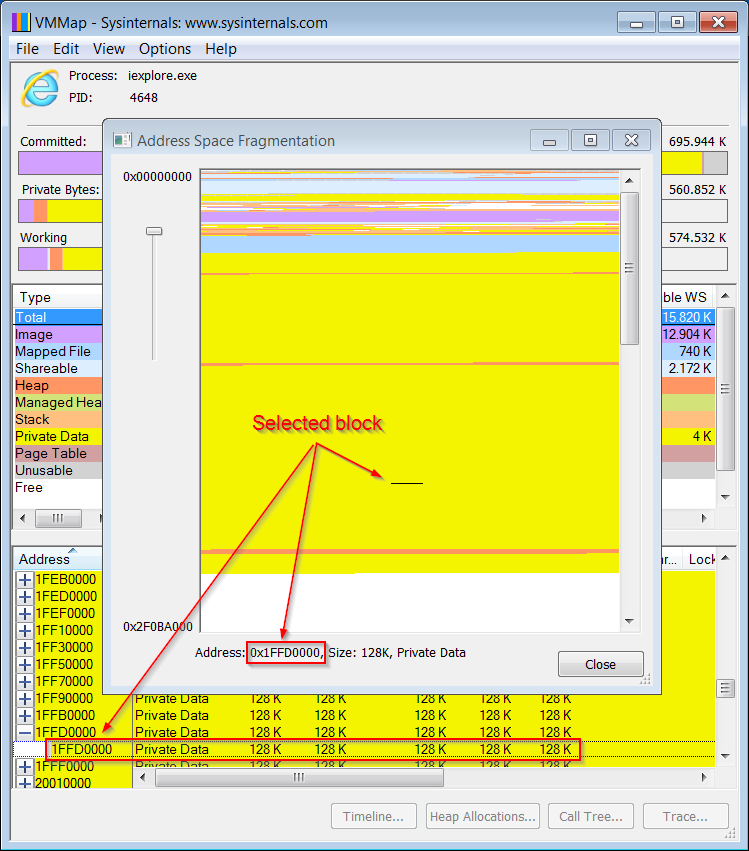 VMMap - Sysinternals: www.sysinternals.com
File Edit View Options Help
Process: iexplore.exe
PID: 4648
Address Space Fragmentation
Committed: 695.944 K
0x00000000
Private Bytes: 560.852 K
Working 574.532 K
Type ble WS
Total 15.820 K
Image 12.904 K
Mapped File 740 K
Shareable 2.172 K
Heap
Managed Hea
Stack
Private Data 4 K
Page Table
Unusable
Free
Selected block
Address r... Lock
1FEB0000
1FED0000
1FEF0000
1FF10000
0x2F0BA000
1FF30000
Address: 0x1FFD0000, Size: 128K, Private Data
1FF50000
Close
1FF70000
1FF90000 Private Data 128 K 128 K 128 K 128 K 128 K
1FFB0000 Private Data 128 K 128 K 128 K 128 K 128 K
1FFD0000 Private Data 128 K 128 K 128 K 128 K 128 K
1FFD0000 Private Data 128 K 128 K 128 K 128 K 128 K
1FFF0000 Private Data 128 K 128 K 128 K 128 K 128 K
20010000
Timeline... Heap Allocations... Call Tree... Trace...